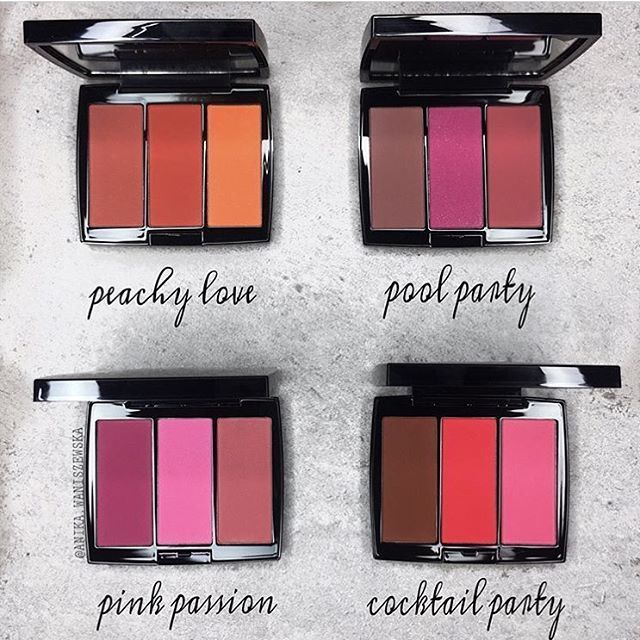 peachy love
pool party
@ANIKA_WANISZEWSKA
pink passion
cocktail party